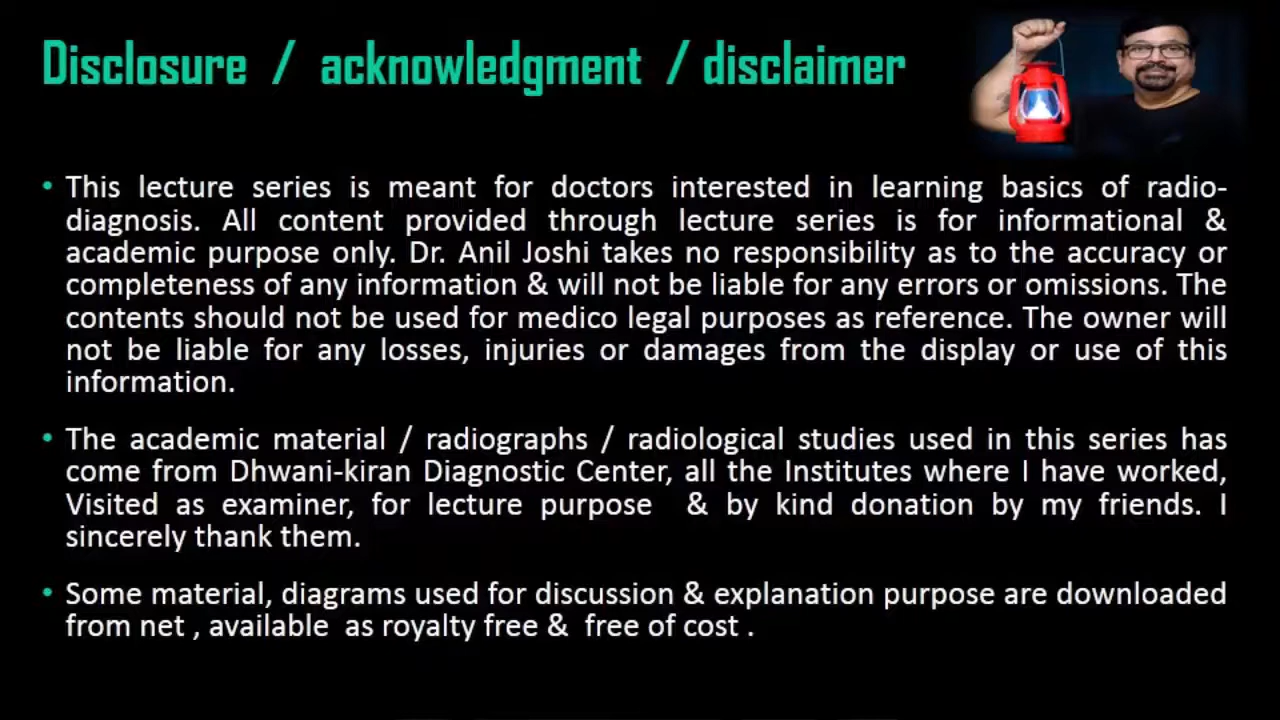 Disclosure / acknowledgment / disclaimer
• This lecture series is meant for doctors interested in learning basics of radio-
diagnosis. All content provided through lecture series is for informational &
academic purpose only. Dr. Anil Joshi takes no responsibility as to the accuracy or
completeness of any information & will not be liable for any errors or omissions. The
contents should not be used for medico legal purposes as reference. The owner will
not be liable for any losses, injuries or damages from the display or use of this
information.
• The academic material / radiographs / radiological studies used in this series has
come from Dhwani-kiran Diagnostic Center, all the Institutes where I have worked,
Visited as examiner, for lecture purpose & by kind donation by my friends. I
sincerely thank them.
• Some material, diagrams used for discussion & explanation purpose are downloaded
from net , available as royalty free & free of cost .